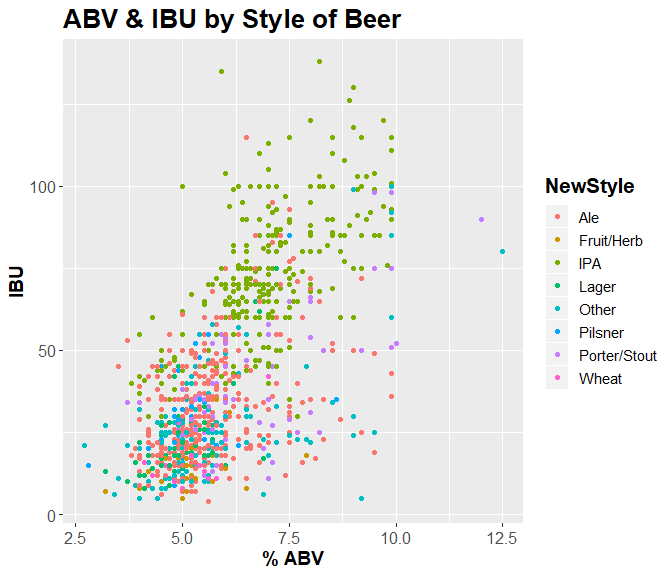 ABV & IBU by Style of Beer
IBU
100
50
0
2.5 5.0 7.5 10.0 12.5
% ABV
NewStyle
Ale
Fruit/Herb
IPA
Lager
Other
Pilsner
Porter/Stout
Wheat